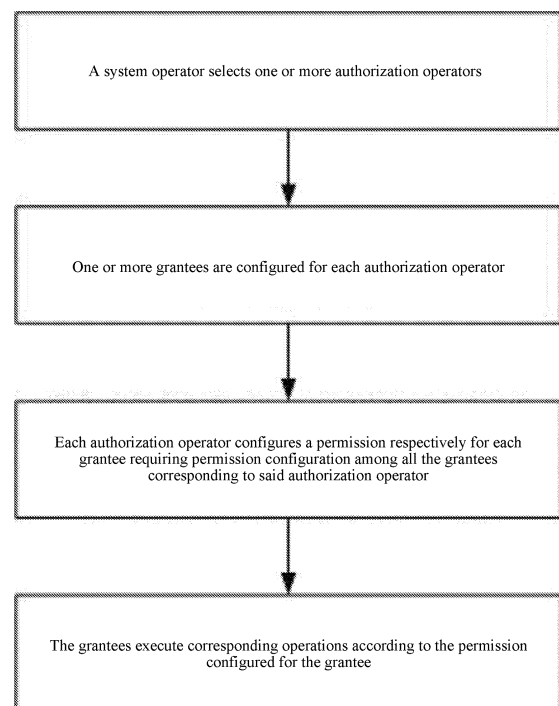 A system operator selects one or more authorization operators
One or more grantees are configured for each authorization operator
Each authorization operator configures a permission respectively for each
grantee requiring permission configuration among all the grantees
corresponding to said authorization operator
The grantees execute corresponding operations according to the permission
configured for the grantee